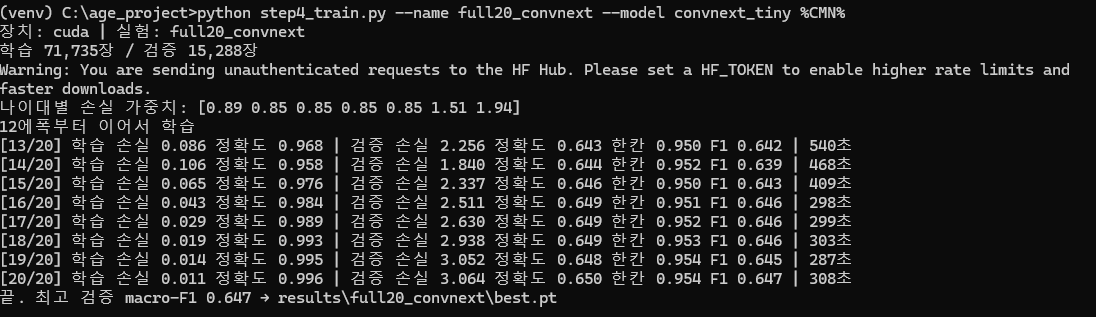 (venv) C:\age_project>python step4_train.py --name full20_convnext --model convnext_tiny %CMN%
장치: cuda | 실험: full20_convnext
학습 71,735장 / 검증 15,288장
Warning: You are sending unauthenticated requests to the HF Hub. Please set a HF_TOKEN to enable higher rate limits and
faster downloads.
나이대별 손실 가중치: [0.89 0.85 0.85 0.85 0.85 1.51 1.94]
12에폭부터 이어서 학습
[13/20] 학습 손실 0.086 정확도 0.968 | 검증 손실 2.256 정확도 0.643 한칸 0.950 F1 0.642 | 540초
[14/20] 학습 손실 0.106 정확도 0.958 | 검증 손실 1.840 정확도 0.644 한칸 0.952 F1 0.639 | 468초
[15/20] 학습 손실 0.065 정확도 0.976 | 검증 손실 2.337 정확도 0.646 한칸 0.950 F1 0.643 | 409초
[16/20] 학습 손실 0.043 정확도 0.984 | 검증 손실 2.511 정확도 0.649 한칸 0.951 F1 0.646 | 298초
[17/20] 학습 손실 0.029 정확도 0.989 | 검증 손실 2.630 정확도 0.649 한칸 0.952 F1 0.646 | 299초
[18/20] 학습 손실 0.019 정확도 0.993 | 검증 손실 2.938 정확도 0.649 한칸 0.953 F1 0.646 | 303초
[19/20] 학습 손실 0.014 정확도 0.995 | 검증 손실 3.052 정확도 0.648 한칸 0.954 F1 0.645 | 287초
[20/20] 학습 손실 0.011 정확도 0.996 | 검증 손실 3.064 정확도 0.650 한칸 0.954 F1 0.647 | 308초
끝. 최고 검증 macro-F1 0.647 → results\full20_convnext\best.pt